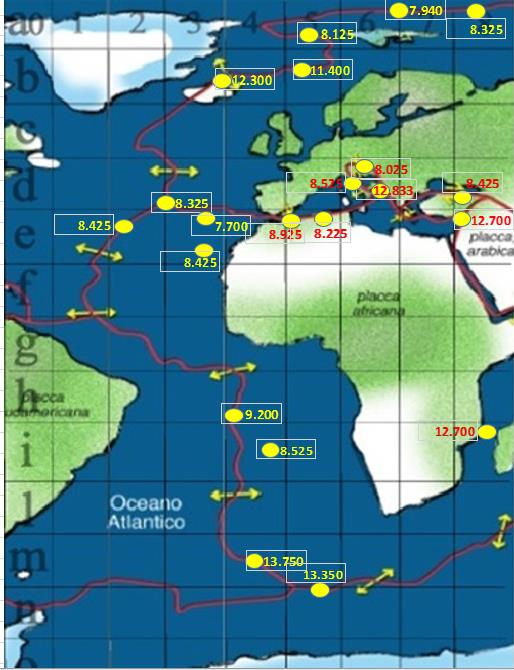 a0 1 2 3 4 5 6 7
7.940
8.325
8.125
b
11.400
12.300
c
8.025
d
8.525
12.833
8.425
8.325
8.425
7.700
8.925
8.225
12.700
e
placca
arabica
8.425
f
placca
africana
g
h
placca
sudamericana
9.200
12.700
i
8.525
l
Oceano
Atlantico
m
13.750
13.350
n